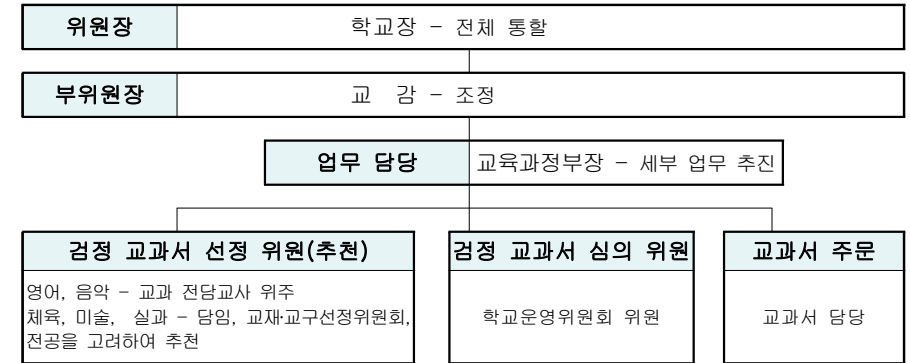 위원장 학교장 - 전체 통할
부위원장 교 감 - 조정
업무 담당 교육과정부장 - 세부 업무 추진
검정 교과서 선정 위원(추천)
영어, 음악 - 교과 전담교사 위주
체육, 미술, 실과 - 담임, 교재·교구선정위원회,
전공을 고려하여 추천
검정 교과서 심의 위원
학교운영위원회 위원
교과서 주문
교과서 담당